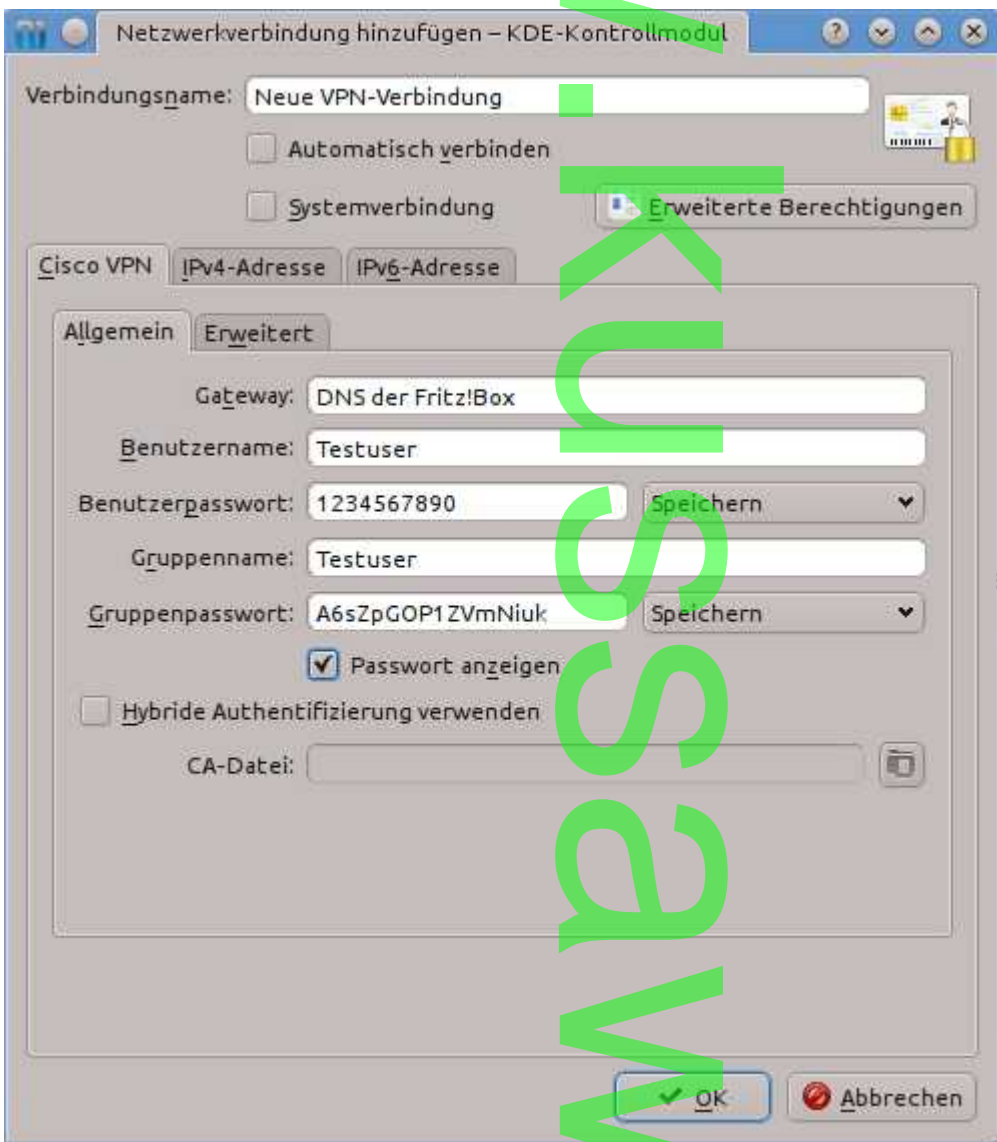 Netzwerkverbindung hinzufügen – KDE-Kontrollmodul
Verbindungsname: Neue VPN-Verbindung
Automatisch verbinden
Systemverbindung Erweiterte Berechtigungen
Cisco VPN IPv4-Adresse IPv6-Adresse
Allgemein Erweitert
Gateway: DNS der Fritz!Box
Benutzername: Testuser
Benutzerpasswort: 1234567890 Speichern
Gruppenname: Testuser
Gruppenpasswort: A6sZpGOP1ZVmNiuk Speichern
Passwort anzeigen
Hybride Authentifizierung verwenden
CA-Datei:
OK Abbrechen
.kussaw